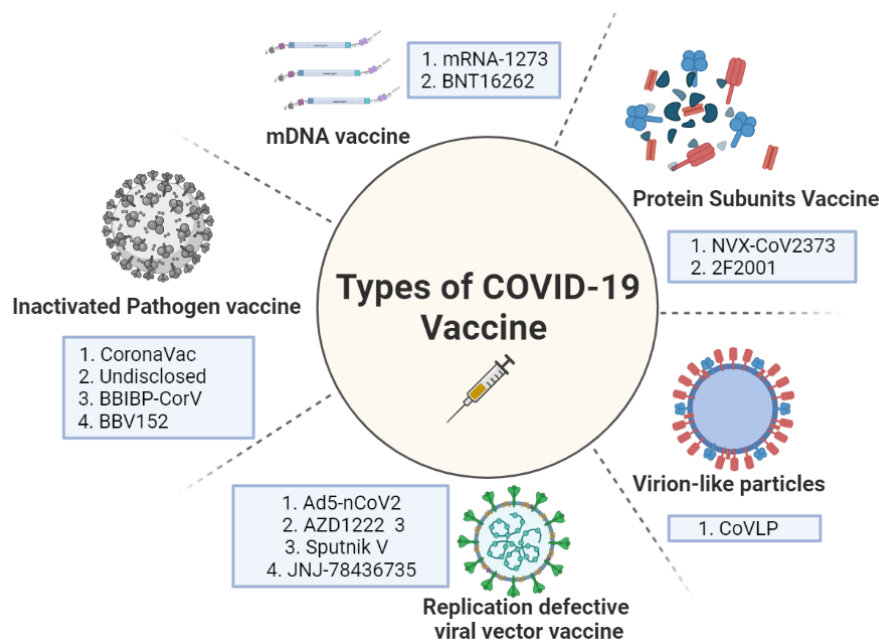 Types of COVID-19
Vaccine
1. mRNA-1273
2. BNT16262
mDNA vaccine
Protein Subunits Vaccine
1. NVX-CoV2373
2. 2F2001
Virion-like particles
1. CoVLP
1. Ad5-nCoV2
2. AZD1222 3
3. Sputnik V
4. JNJ-78436735
Replication defective
viral vector vaccine
Inactivated Pathogen vaccine
1. CoronaVac
2. Undisclosed
3. BBIBP-CorV
4. BBV152